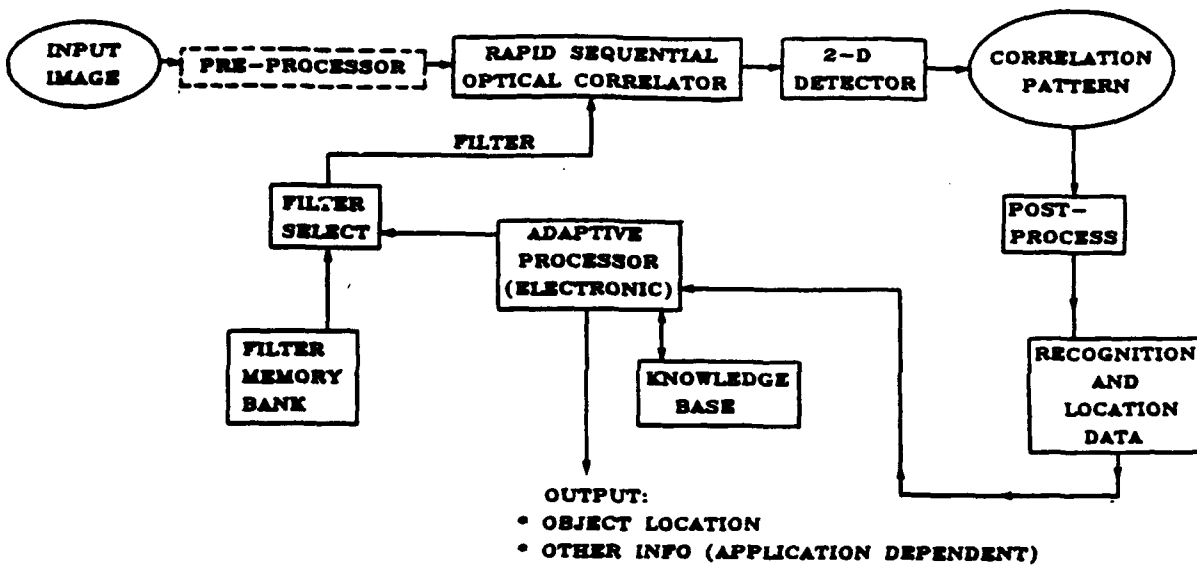 INPUT
IMAGE
PRE-PROCESSOR
RAPID SEQUENTIAL
OPTICAL CORRELATOR
2-D
DETECTOR
CORRELATION
PATTERN
FILTER
FILTER
SELECT
ADAPTIVE
PROCESSOR
(ELECTRONIC)
POST-
PROCESS
FILTER
MEMORY
BANK
KNOWLEDGE
BASE
RECOGNITION
AND
LOCATION
DATA
OUTPUT:
* OBJECT LOCATION
* OTHER INFO (APPLICATION DEPENDENT)